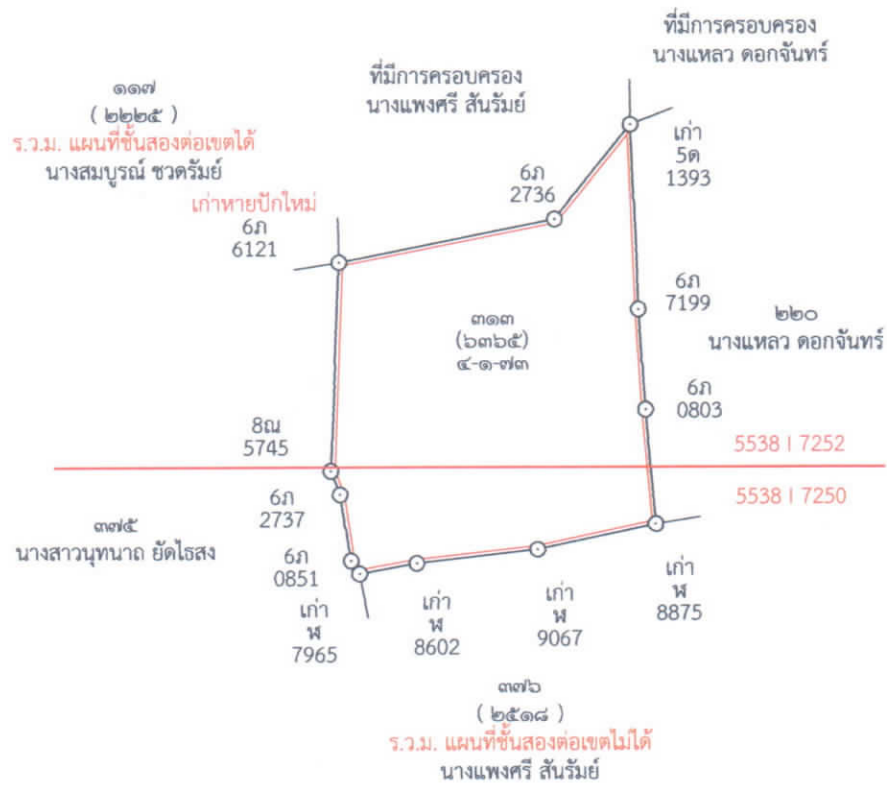 ที่มีการครอบครอง
นางแหลว ดอกจันทร์
ที่มีการครอบครอง
นางแพงศรี สันรัมย์
๑๑๗
( ๒๒๒๕ )
ร.ว.ม. แผนที่ชั้นสองต่อเขตได้
นางสมบูรณ์ ชวดรัมย์
เก่าหายปักใหม่
6ภ
6121
6ภ
2736
เก่า
5ด
1393
6ภ
7199
๓๑๓
(๖๓๖๕)
๔-๑-๗๓
๒๒๐
นางแหลว ดอกจันทร์
6ภ
0803
8ณ
5745
5538 I 7252
5538 I 7250
6ภ
2737
๓๗๕
นางสาวนุทนาถ ยัดไธสง
6ภ
0851
เก่า
ฬ
7965
เก่า
ฬ
8602
เก่า
ฬ
9067
เก่า
ฬ
8875
๓๗๖
( ๒๕๑๘ )
ร.ว.ม. แผนที่ชั้นสองต่อเขตไม่ได้
นางแพงศรี สันรัมย์